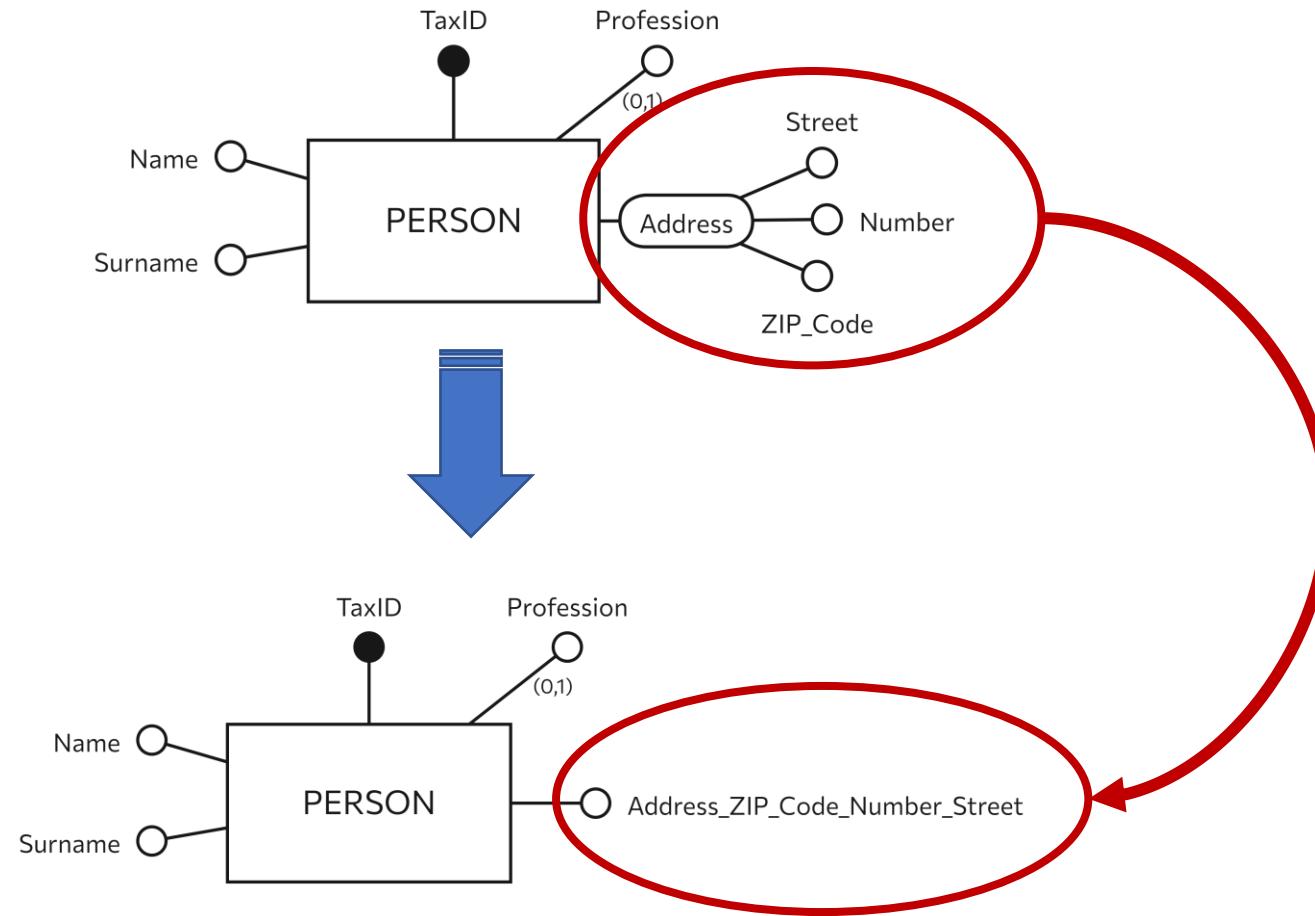 TaxID
Profession
(0,1)
Street
Name
PERSON
Address
Number
Surname
ZIP_Code
TaxID
Profession
(0,1)
Name
PERSON
Address_ZIP_Code_Number_Street
Surname